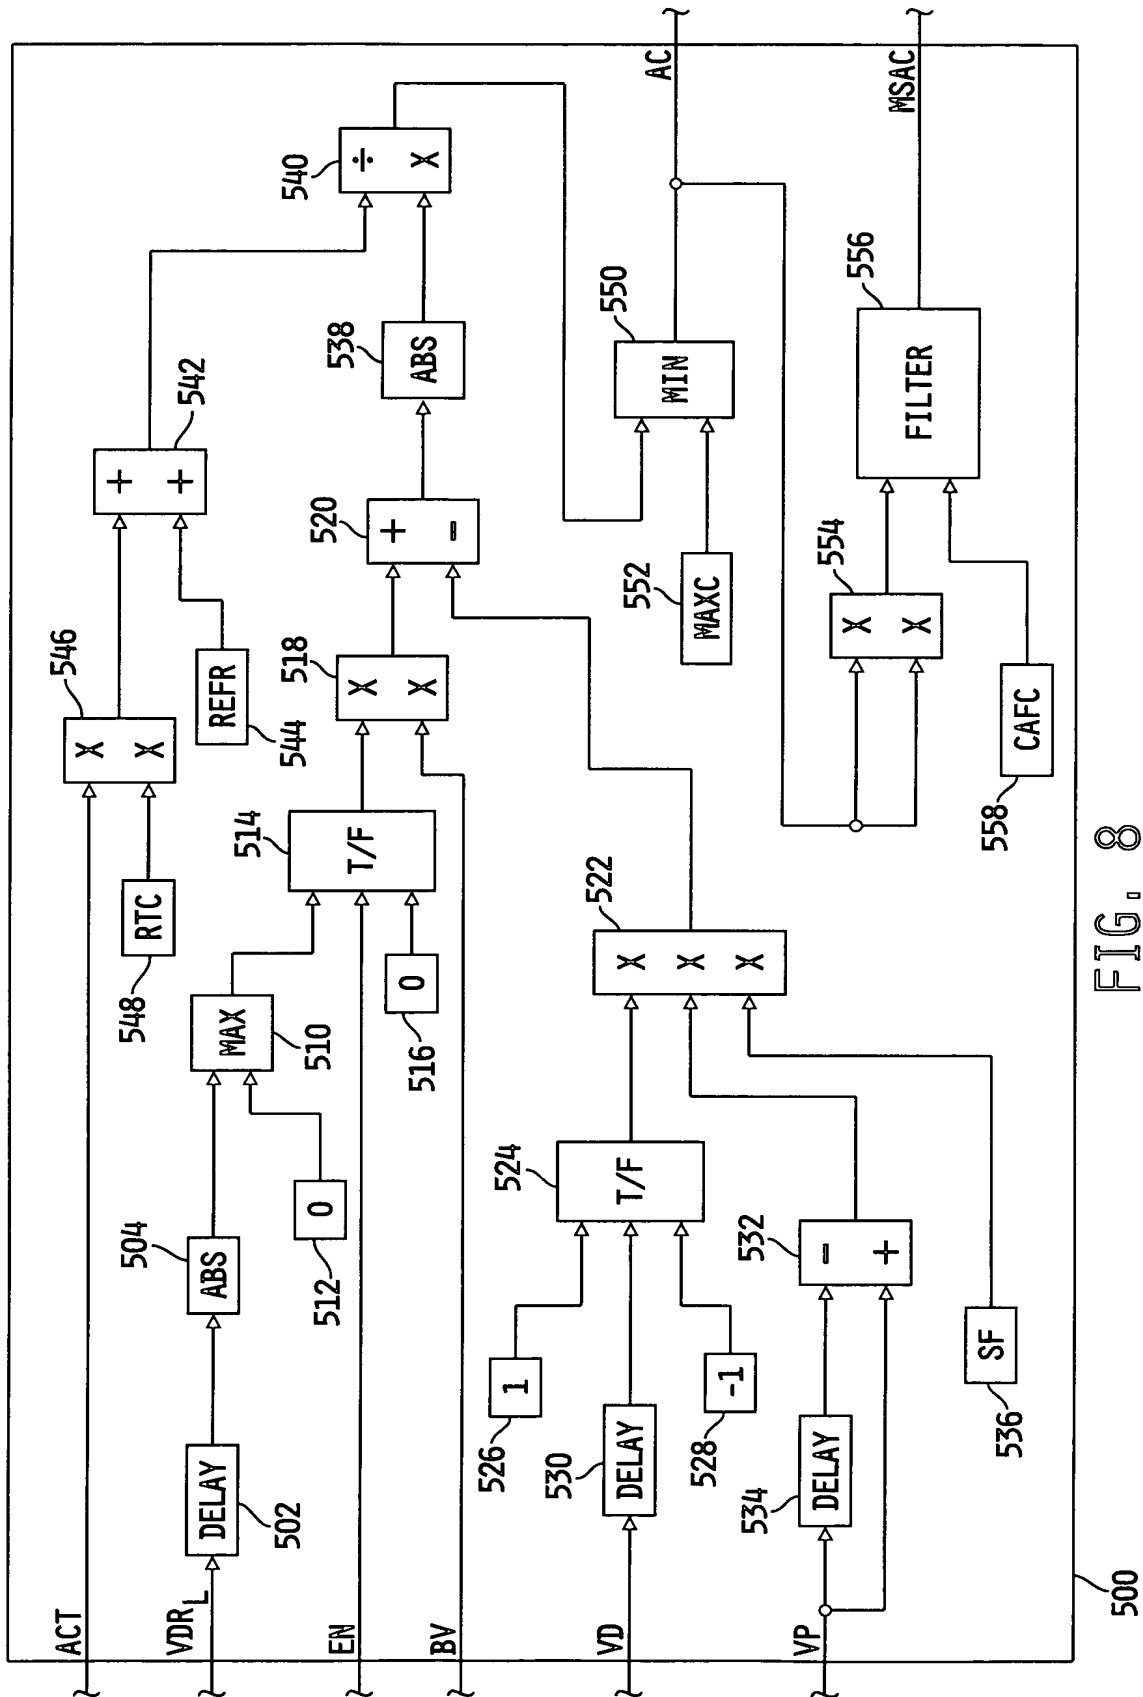 ACT
VDR L
EN
BV
VD
VP
AC
MSAC
DELAY
502
ABS
504
MAX
510
0
512
T/F
514
0
516
X
X
518
+
-
520
X
X
X
522
T/F
524
1
526
-1
528
DELAY
530
-
+
532
DELAY
534
SF
536
ABS
538
÷
X
540
+
+
542
REFR
544
X
X
546
RTC
548
MIN
550
MAXC
552
X
X
554
FILTER
556
CAFC
558
500
FIG. 8